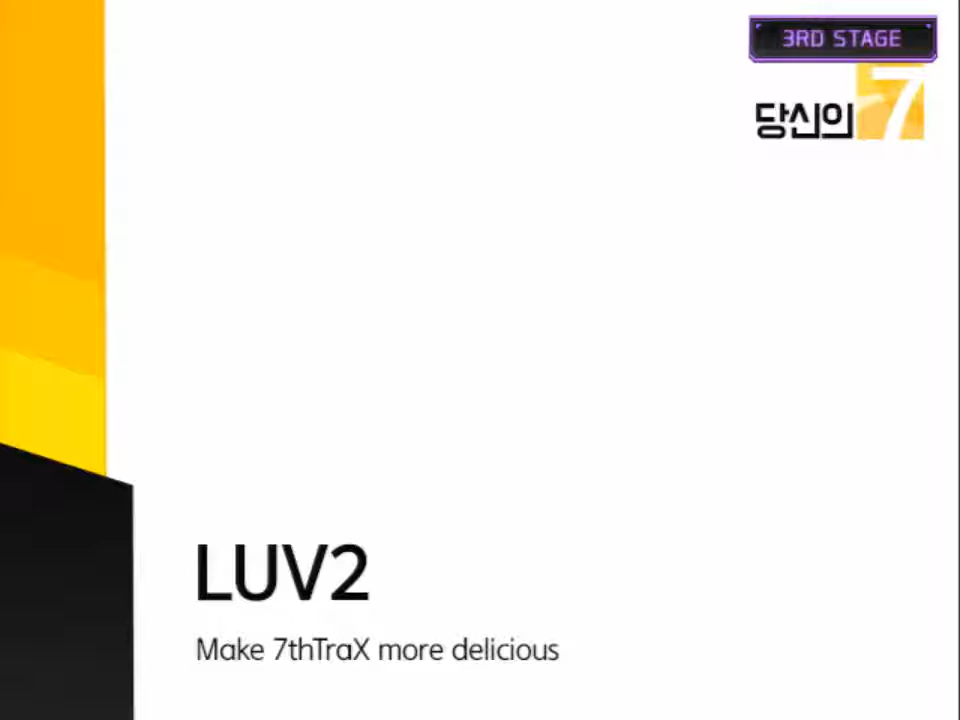 3RD STAGE
당신의 7
LUV2
Make 7thTraX more delicious